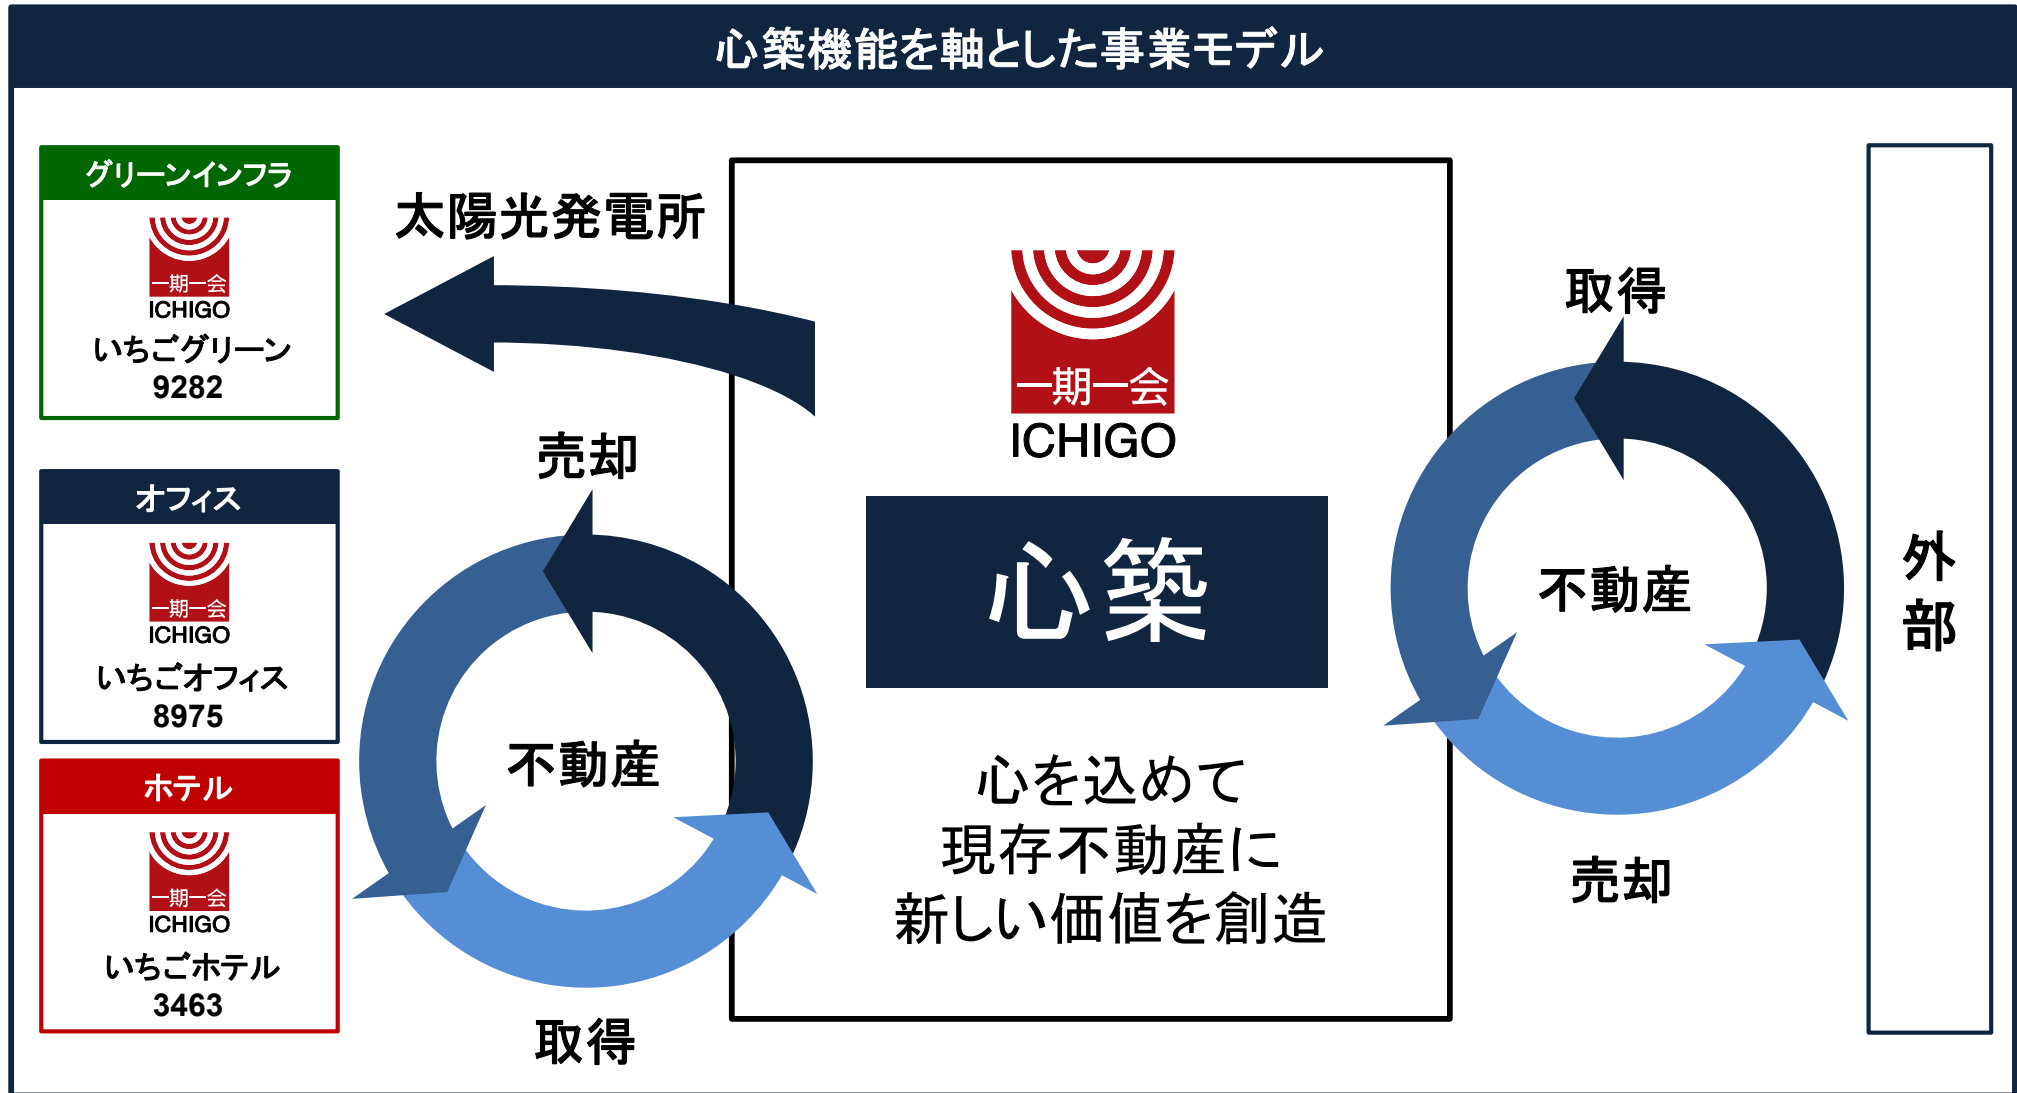 心築機能を軸とした事業モデル
グリーンインフラ
一期一会
ICHIGO
いちごグリーン
9282
オフィス
一期一会
ICHIGO
いちごオフィス
8975
ホテル
一期一会
ICHIGO
いちごホテル
3463
太陽光発電所
売却
不動産
取得
一期一会
ICHIGO
心築
心を込めて
現存不動産に
新しい価値を創造
取得
不動産
売却
外部